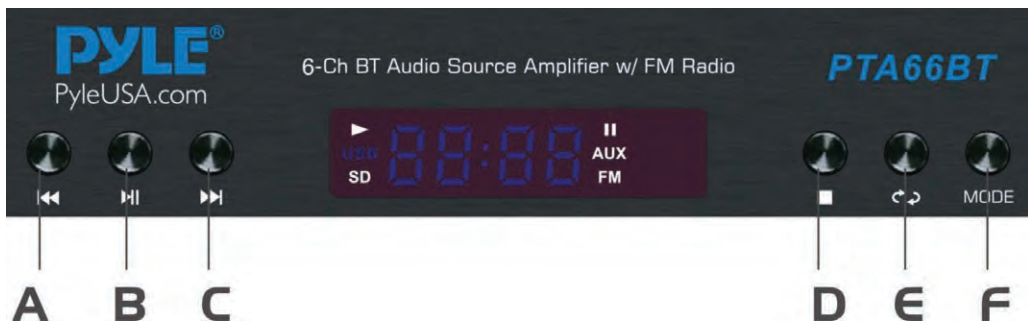 PYLE®
PyleUSA.com
6-Ch BT Audio Source Amplifier w/ FM Radio
PTA66BT
USB 88:88 AUX
SD FM
MODE
A B C D E F